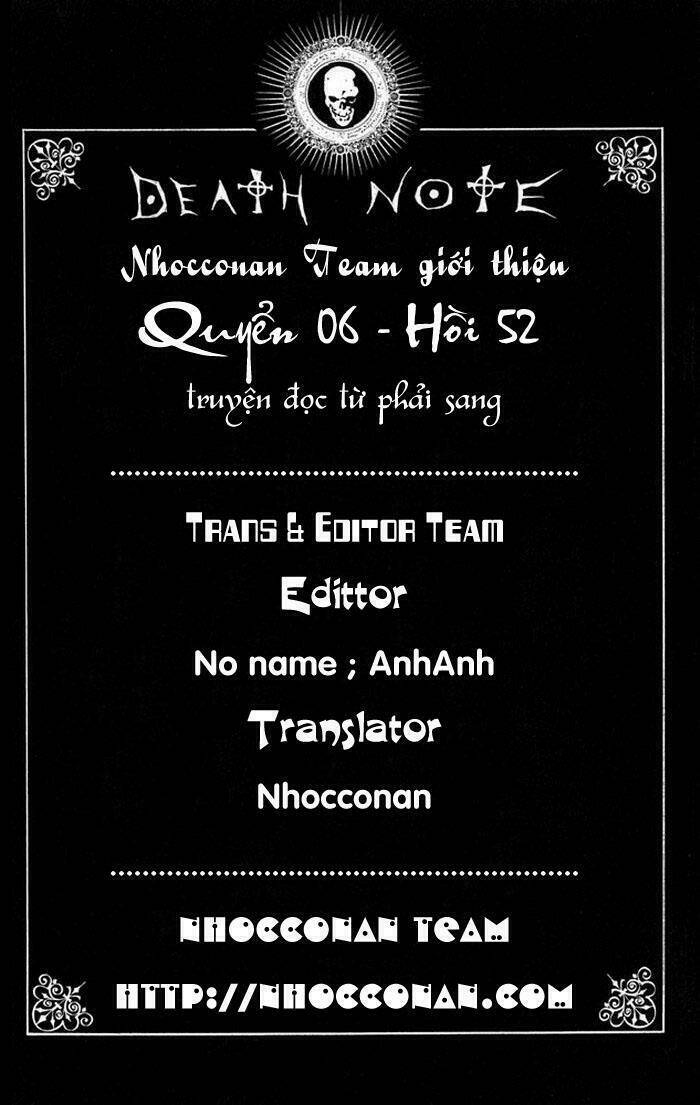 DEATH NOTE
Nhocconan Team giới thiệu
Quyển 06 - Hồi 52
truyện đọc từ phải sang
Trans & Editor Team
Edittor
No name ; AnhAnh
Translator
Nhocconan
NHOCCONAN TEAM
HTTP://NHOCCONAN.COM